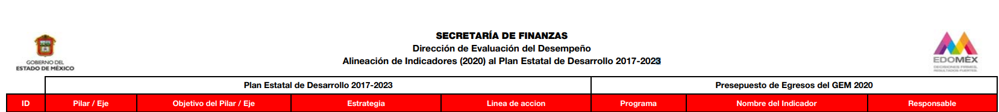 SECRETARÍA DE FINANZAS
Dirección de Evaluación del Desempeño
Alineación de Indicadores (2020) al Plan Estatal de Desarrollo 2017-2023
GOBIERNO DEL
ESTADO DE MÉXICO
EDOMÉX
DECISIONES FIRMES,
RESULTADOS FUERTES.
Plan Estatal de Desarrollo 2017-2023
Presepuesto de Egresos del GEM 2020
ID
Pilar / Eje
Objetivo del Pilar / Eje
Estrategia
Linea de accion
Programa
Nombre del Indicador
Responsable